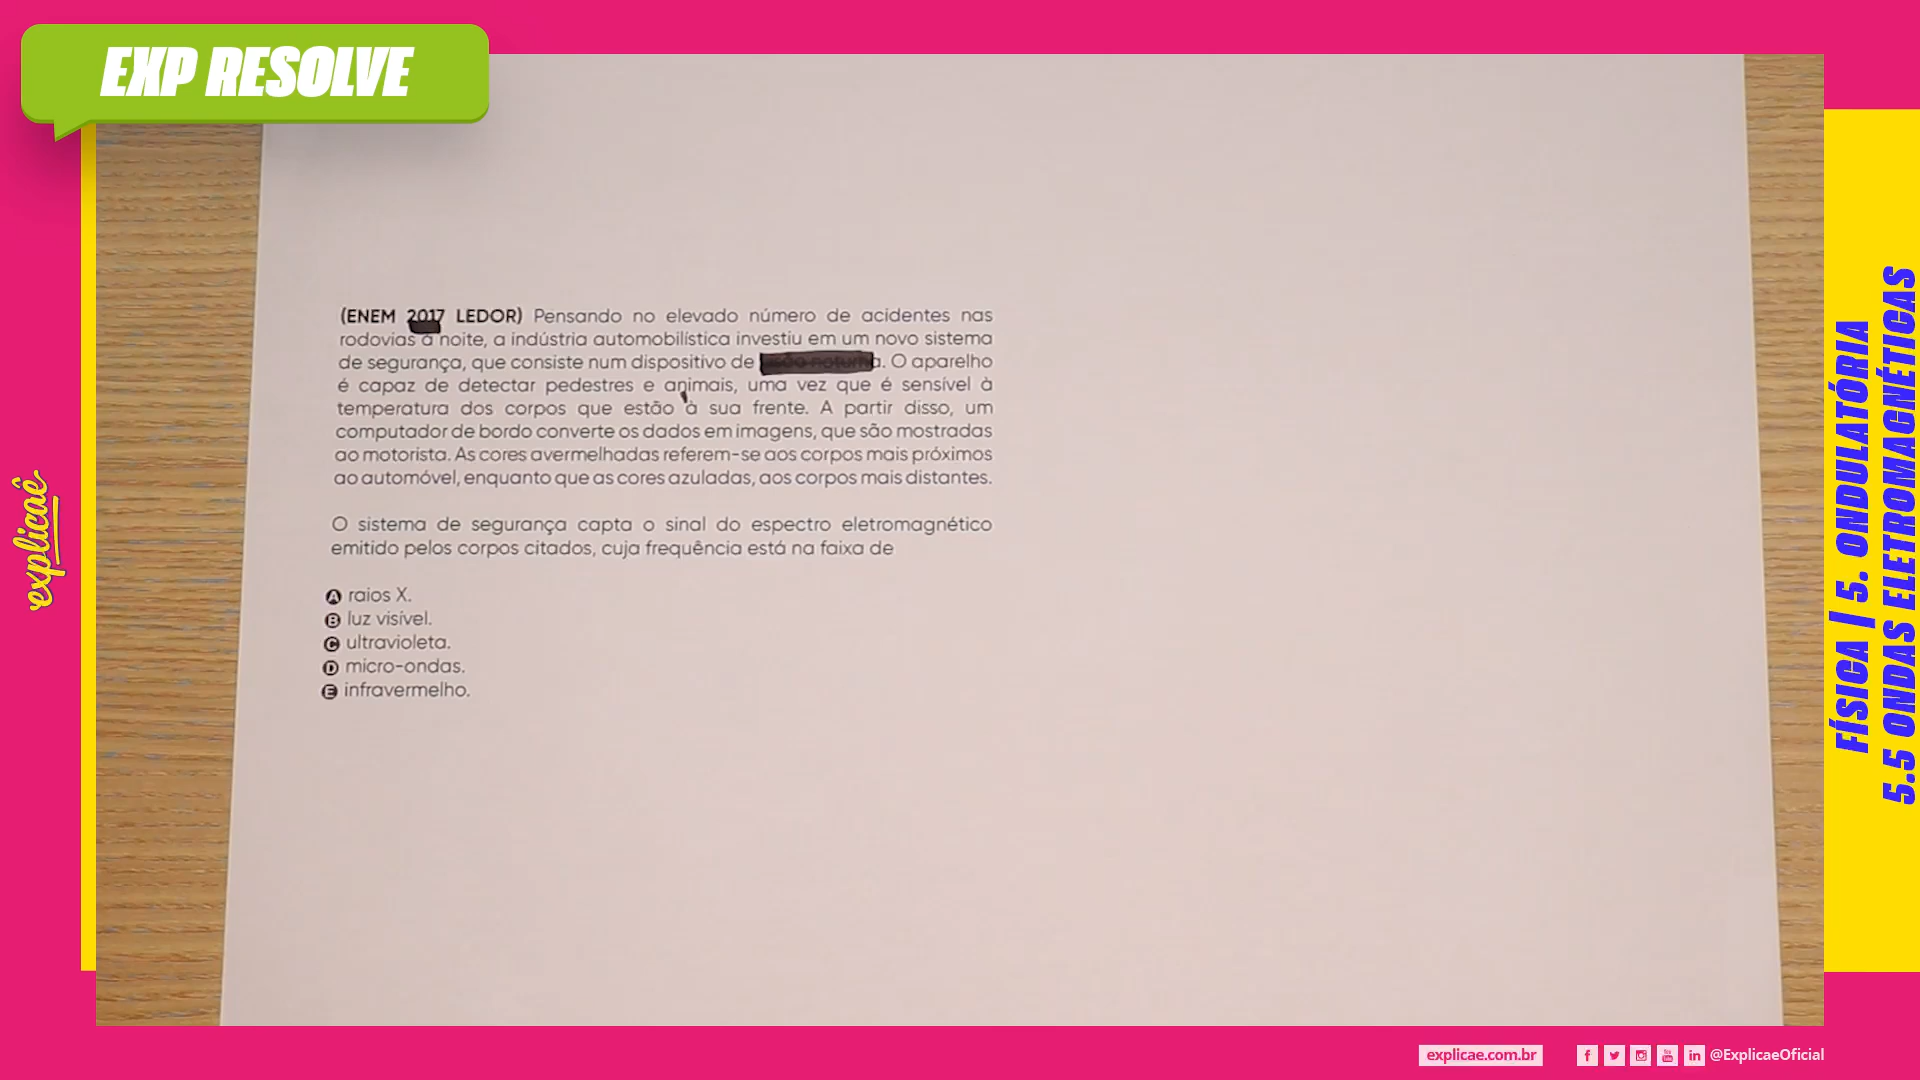 EXP RESOLVE
(ENEM 2017 LEDOR) Pensando no elevado número de acidentes nas
rodovias à noite, a indústria automobilística investiu em um novo sistema
de segurança, que consiste num dispositivo de visão noturna. O aparelho
é capaz de detectar pedestres e animais, uma vez que é sensível à
temperatura dos corpos que estão à sua frente. A partir disso, um
computador de bordo converte os dados em imagens, que são mostradas
ao motorista. As cores avermelhadas referem-se aos corpos mais próximos
ao automóvel, enquanto que as cores azuladas, aos corpos mais distantes.
O sistema de segurança capta o sinal do espectro eletromagnético
emitido pelos corpos citados, cuja frequência está na faixa de
A raios X.
B luz visível.
C ultravioleta.
D micro-ondas.
E infravermelho.
explicaê
FÍSICA | 5. ONDULATÓRIA
5.5 ONDAS ELETROMAGNÉTICAS
explicae.com.br
@ExplicaeOficial